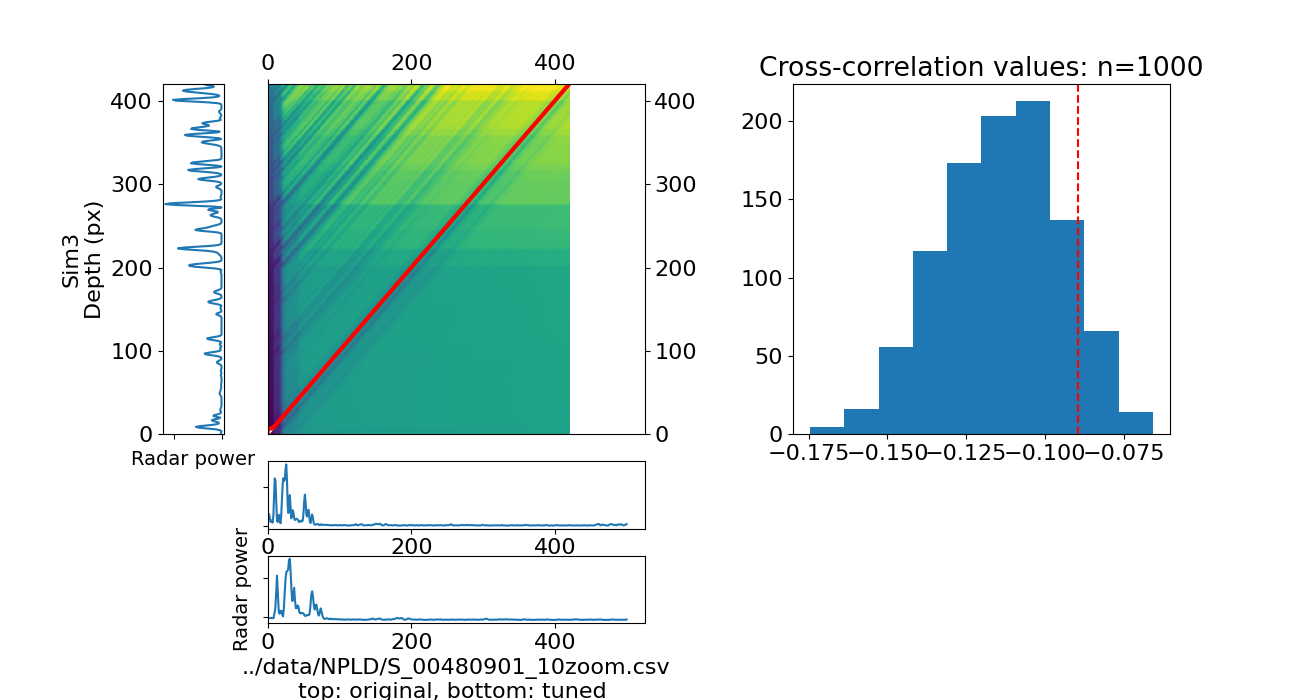 0 200 400
Cross-correlation values: n=1000
400
300
200
100
0
Sim3
Depth (px)
Radar power
400
300
200
100
0
200
150
100
50
0
−0.175 −0.150 −0.125 −0.100 −0.075
0 200 400
Radar power
0 200 400
../data/NPLD/S_00480901_10zoom.csv
top: original, bottom: tuned